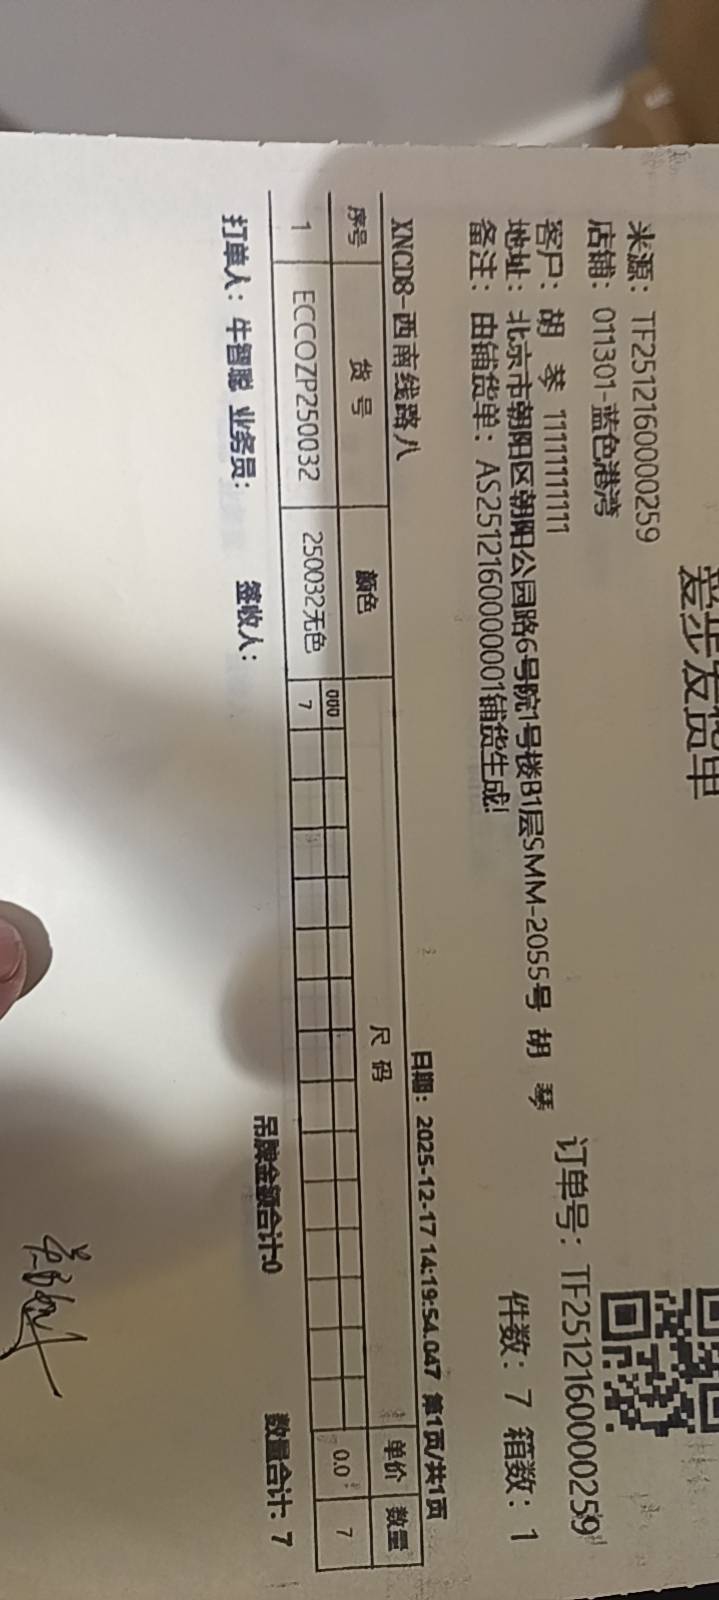 爱步发货单
来源：TF2512160000259
店铺：011301-蓝色港湾
订单号：TF2512160000259
客户：胡 琴 11111111111
件数：7 箱数：1
地址：北京市朝阳区朝阳公园路6号院1号楼B1层SMM-2055号 胡 琴
备注：由铺货单：AS2512160000001铺货生成!
XNCD8-西南线路八 日期：2025-12-17 14:19:54.047 第1页/共1页
序号 货 号 颜色 尺 码 单价 数量
000
1 ECCOZP250032 250032无色 7 0.0 7
吊牌金额合计:0 数量合计: 7
打单人：牛智聪 业务员： 签收人：